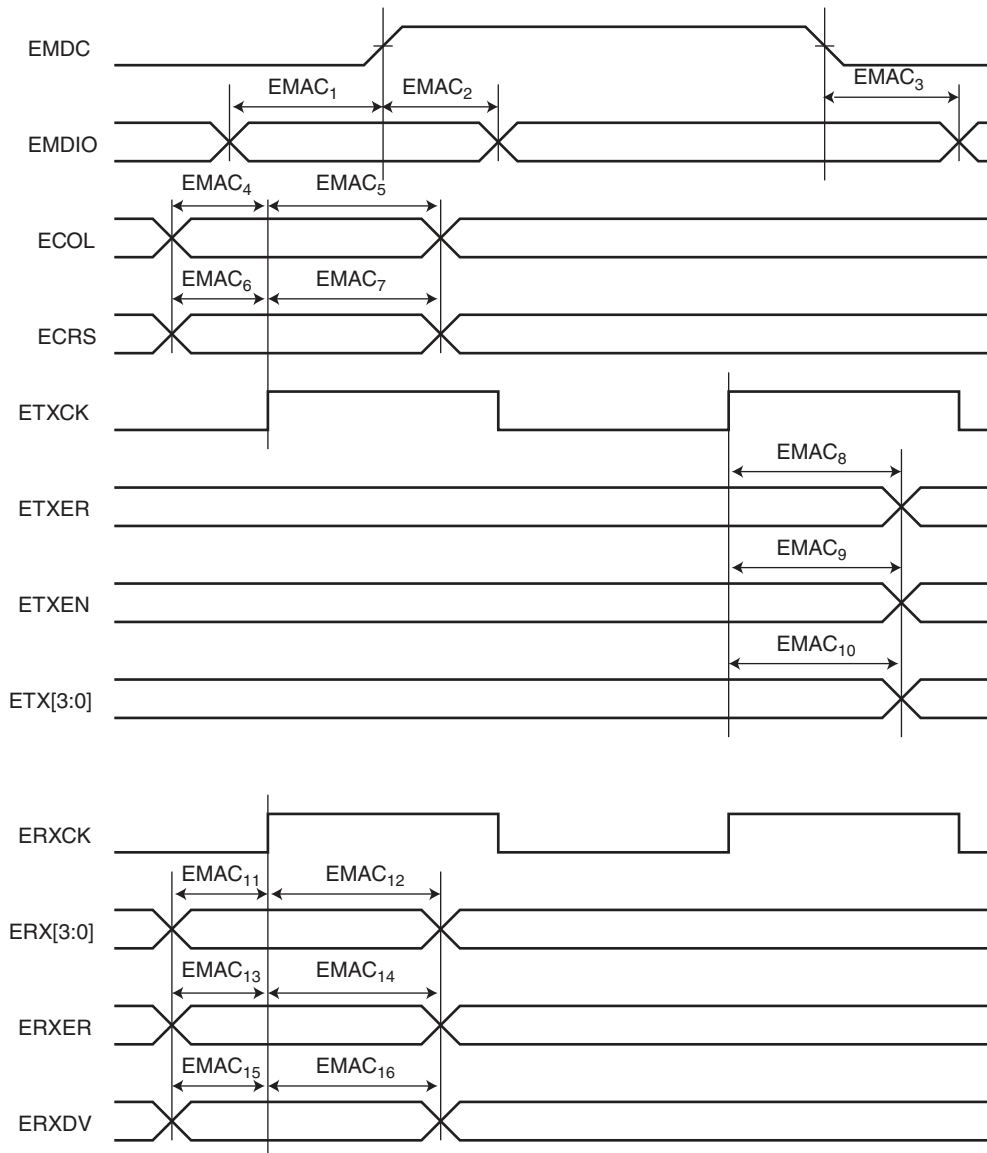 EMDC
EMAC₁ EMAC₂ EMAC₃
EMDIO
EMAC₄ EMAC₅
ECOL
EMAC₆ EMAC₇
ECRS
ETXCK
EMAC₈
ETXER
EMAC₉
ETXEN
EMAC₁₀
ETX[3:0]
ERXCK
EMAC₁₁ EMAC₁₂
ERX[3:0]
EMAC₁₃ EMAC₁₄
ERXER
EMAC₁₅ EMAC₁₆
ERXDV